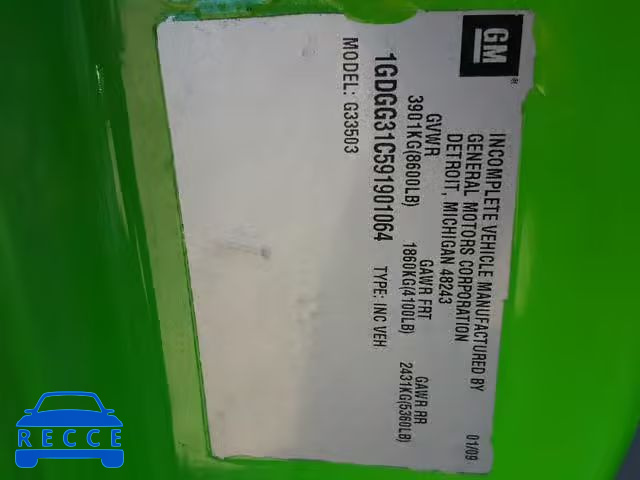 GM
®
INCOMPLETE VEHICLE MANUFACTURED BY
GENERAL MOTORS CORPORATION
DETROIT, MICHIGAN 48243
01/09
GVWR GAWR FRT GAWR RR
3901KG(8600LB) 1860KG(4100LB) 2431KG(5360LB)
1GDGG31C591901064 TYPE: INC VEH
MODEL: G33503
RECCE